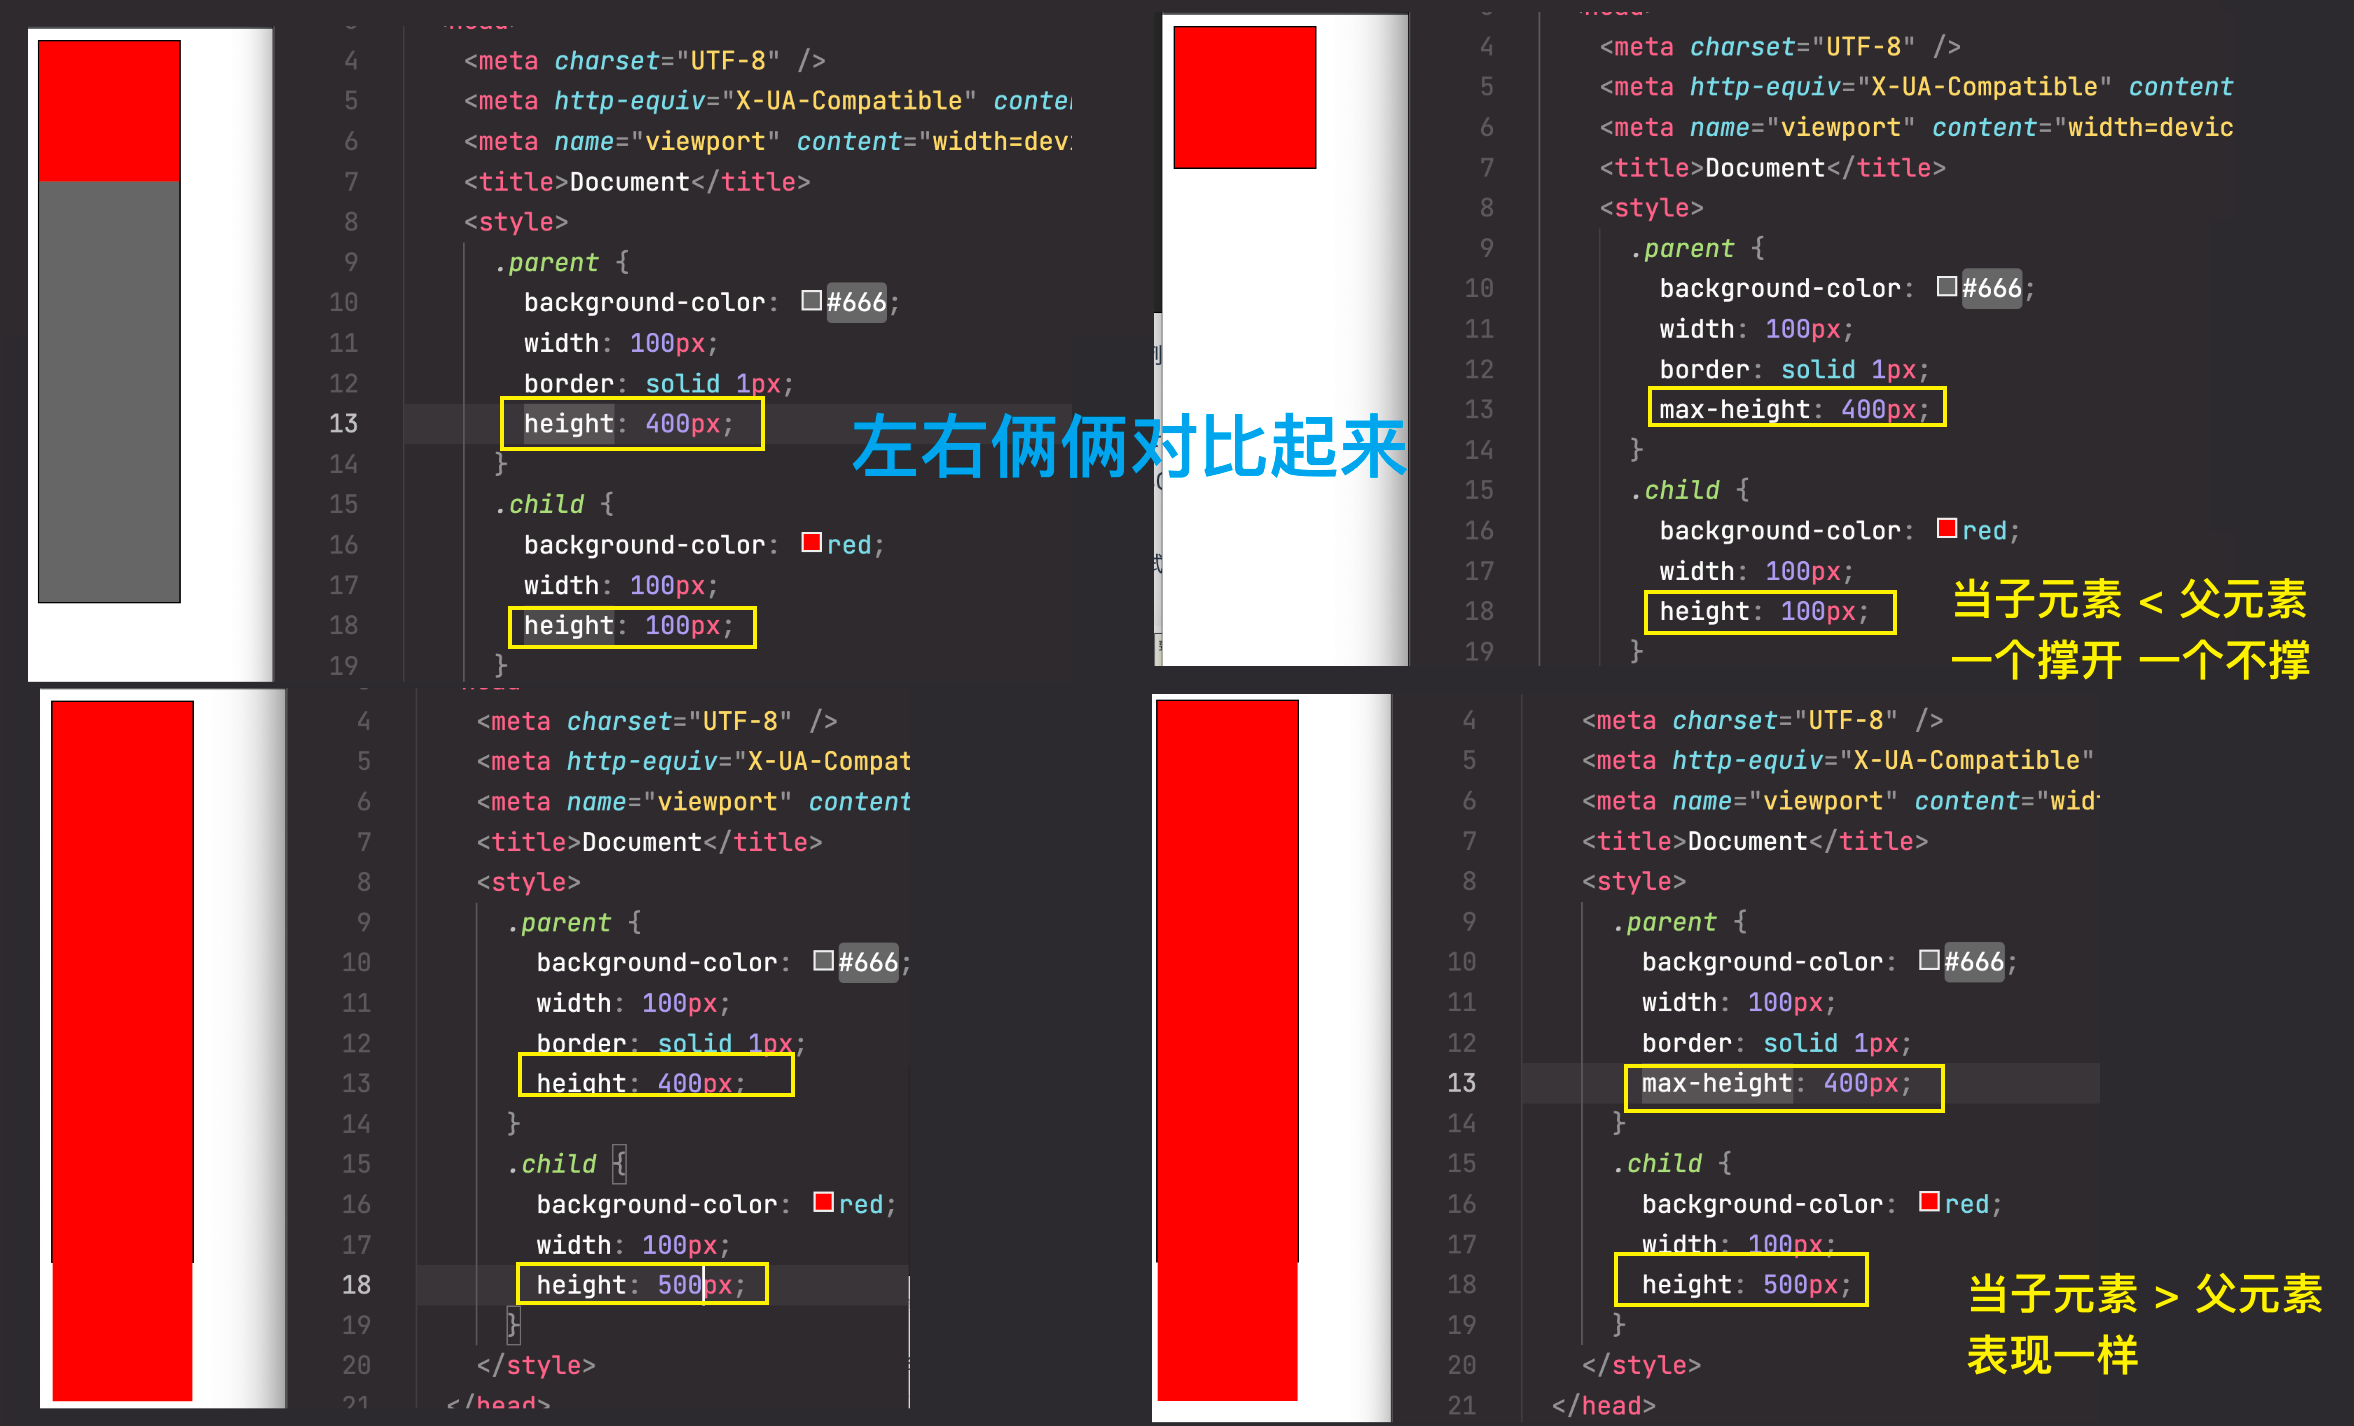 4 <meta charset="UTF-8" />
5 <meta http-equiv="X-UA-Compatible" conte
6 <meta name="viewport" content="width=dev
7 <title>Document</title>
8 <style>
9 .parent {
10 background-color: #666;
11 width: 100px;
12 border: solid 1px;
13 height: 400px;
14 }
15 .child {
16 background-color: red;
17 width: 100px;
18 height: 100px;
19 }
左右俩俩对比起来
4 <meta charset="UTF-8" />
5 <meta http-equiv="X-UA-Compatible" content
6 <meta name="viewport" content="width=devic
7 <title>Document</title>
8 <style>
9 .parent {
10 background-color: #666;
11 width: 100px;
12 border: solid 1px;
13 max-height: 400px;
14 }
15 .child {
16 background-color: red;
17 width: 100px;
18 height: 100px;
19 }
当子元素 < 父元素
一个撑开 一个不撑
4 <meta charset="UTF-8" />
5 <meta http-equiv="X-UA-Compat
6 <meta name="viewport" content
7 <title>Document</title>
8 <style>
9 .parent {
10 background-color: #666;
11 width: 100px;
12 border: solid 1px;
13 height: 400px;
14 }
15 .child {
16 background-color: red;
17 width: 100px;
18 height: 500px;
19 }
20 </style>
21 </head>
4 <meta charset="UTF-8" />
5 <meta http-equiv="X-UA-Compatible"
6 <meta name="viewport" content="wid
7 <title>Document</title>
8 <style>
9 .parent {
10 background-color: #666;
11 width: 100px;
12 border: solid 1px;
13 max-height: 400px;
14 }
15 .child {
16 background-color: red;
17 width: 100px;
18 height: 500px;
19 }
20 </style>
21 </head>
当子元素 > 父元素
表现一样